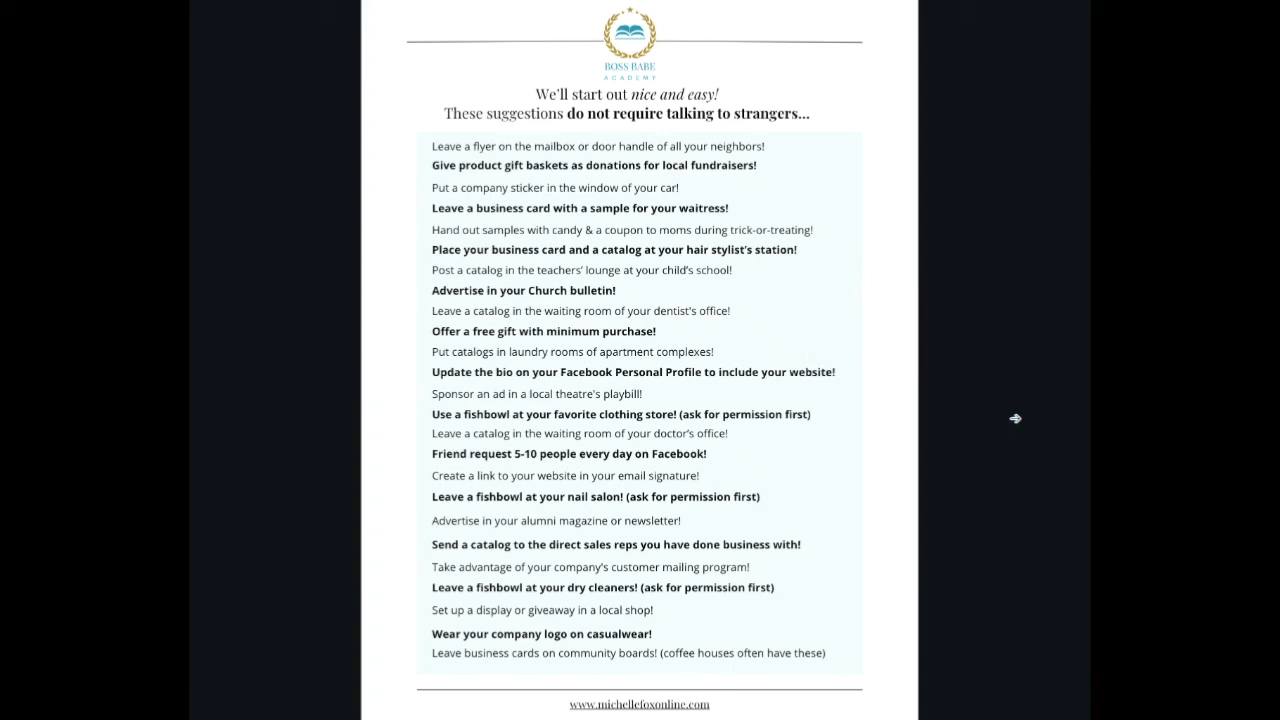 BOSS BABE
ACADEMY
We'll start out nice and easy!
These suggestions do not require talking to strangers...
Leave a flyer on the mailbox or door handle of all your neighbors!
Give product gift baskets as donations for local fundraisers!
Put a company sticker in the window of your car!
Leave a business card with a sample for your waitress!
Hand out samples with candy & a coupon to moms during trick-or-treating!
Place your business card and a catalog at your hair stylist's station!
Post a catalog in the teachers' lounge at your child's school!
Advertise in your Church bulletin!
Leave a catalog in the waiting room of your dentist's office!
Offer a free gift with minimum purchase!
Put catalogs in laundry rooms of apartment complexes!
Update the bio on your Facebook Personal Profile to include your website!
Sponsor an ad in a local theatre's playbill!
Use a fishbowl at your favorite clothing store! (ask for permission first)
Leave a catalog in the waiting room of your doctor's office!
Friend request 5-10 people every day on Facebook!
Create a link to your website in your email signature!
Leave a fishbowl at your nail salon! (ask for permission first)
Advertise in your alumni magazine or newsletter!
Send a catalog to the direct sales reps you have done business with!
Take advantage of your company's customer mailing program!
Leave a fishbowl at your dry cleaners! (ask for permission first)
Set up a display or giveaway in a local shop!
Wear your company logo on casualwear!
Leave business cards on community boards! (coffee houses often have these)
www.michellefoxonline.com